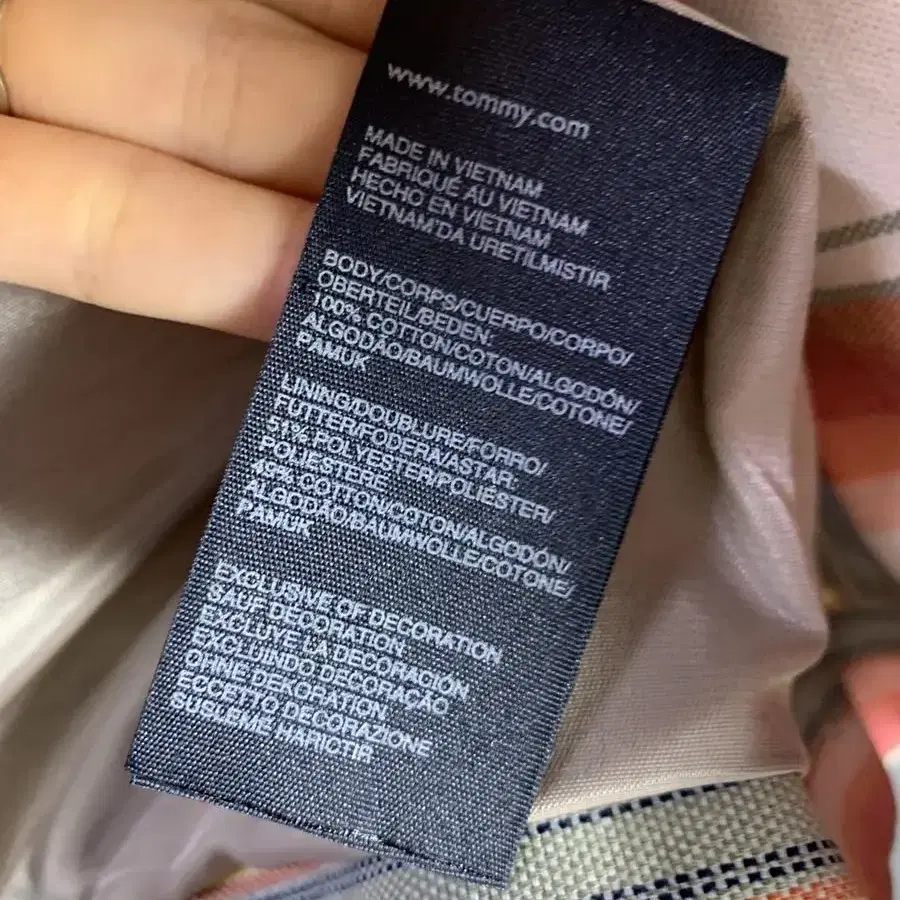 www.tommy.com
MADE IN VIETNAM
FABRIQUÉ AU VIETNAM
HECHO EN VIETNAM
VIETNAM'DA URETILMISTIR
BODY/CORPS/CUERPO/CORPO/
OBERTEIL/BEDEN:
100% COTTON/COTON/ALGODÓN/
ALGODÃO/BAUMWOLLE/COTONE/
PAMUK
LINING/DOUBLURE/FORRO/
FUTTER/FODERA/ASTAR:
51% POLYESTER/POLIÉSTER/
POLIESTERE
49% COTTON/COTON/ALGODÓN/
ALGODÃO/BAUMWOLLE/COTONE/
PAMUK
EXCLUSIVE OF DECORATION
SAUF DÉCORATION
EXCLUYE LA DECORACIÓN
EXCLUINDO DECORAÇÃO
OHNE DEKORATION
ECCETTO DECORAZIONE
SUSLEME HARICTIR